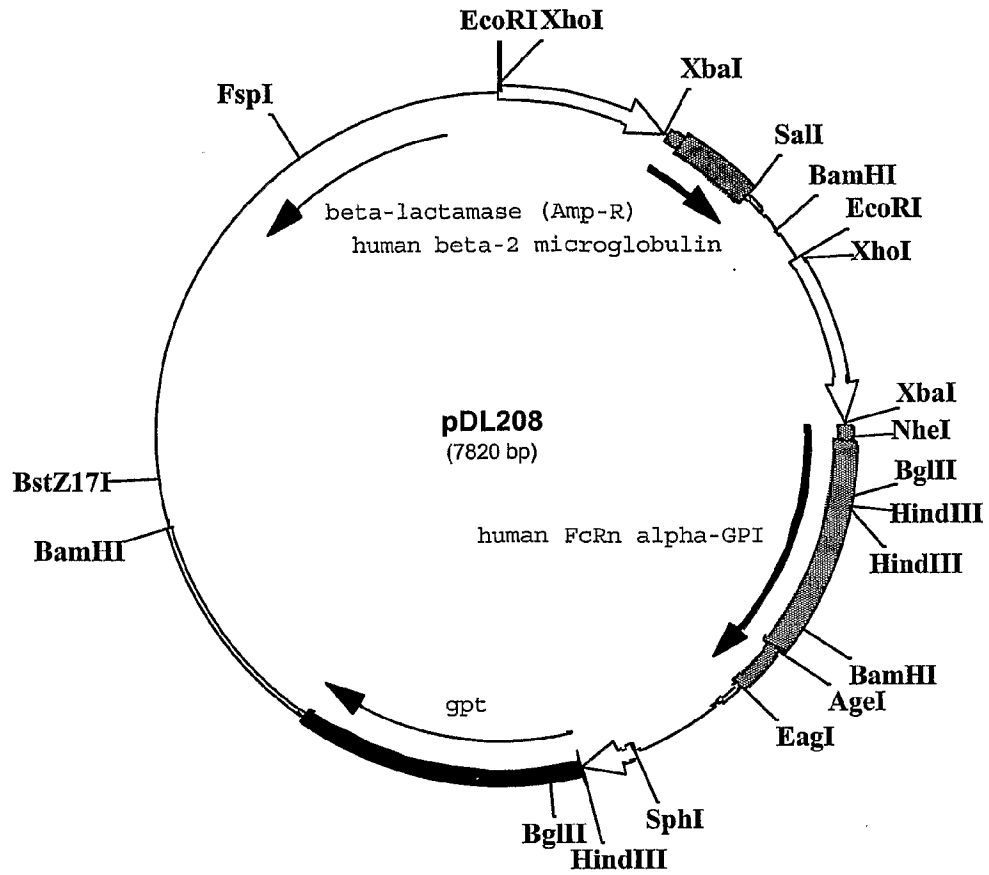 EcoRI XhoI
XbaI
FspI
SalI
BamHI
EcoRI
XhoI
beta-lactamase (Amp-R)
human beta-2 microglobulin
XbaI
NheI
pDL208
(7820 bp)
BglII
HindIII
HindIII
BstZ17I
BamHI
human FcRn alpha-GPI
BamHI
AgeI
EagI
gpt
SphI
BglII
HindIII